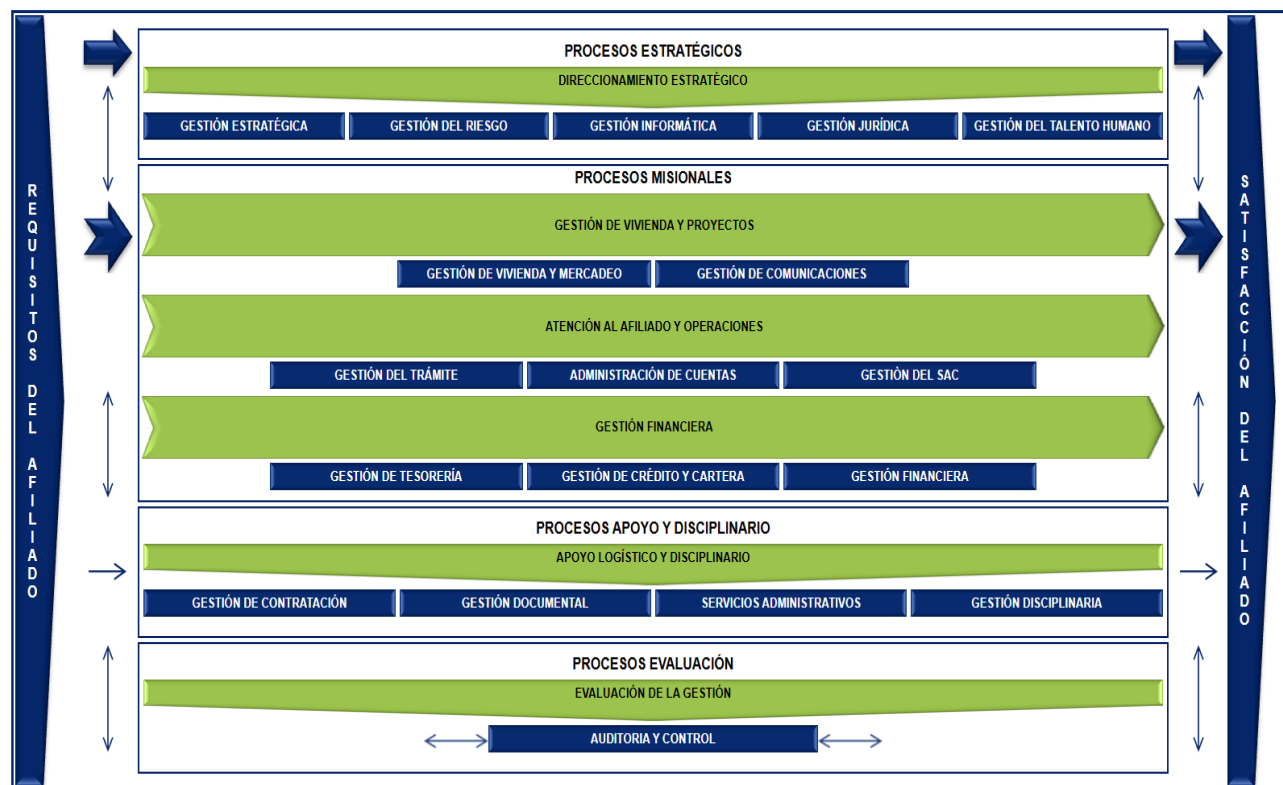 REQUISITOS DEL AFILIADO
PROCESOS ESTRATÉGICOS
DIRECCIONAMIENTO ESTRATÉGICO
GESTIÓN ESTRATÉGICA
GESTIÓN DEL RIESGO
GESTIÓN INFORMÁTICA
GESTIÓN JURÍDICA
GESTIÓN DEL TALENTO HUMANO
PROCESOS MISIONALES
GESTIÓN DE VIVIENDA Y PROYECTOS
GESTIÓN DE VIVIENDA Y MERCADEO
GESTIÓN DE COMUNICACIONES
ATENCIÓN AL AFILIADO Y OPERACIONES
GESTIÓN DEL TRÁMITE
ADMINISTRACIÓN DE CUENTAS
GESTIÓN DEL SAC
GESTIÓN FINANCIERA
GESTIÓN DE TESORERÍA
GESTIÓN DE CRÉDITO Y CARTERA
GESTIÓN FINANCIERA
PROCESOS APOYO Y DISCIPLINARIO
APOYO LOGÍSTICO Y DISCIPLINARIO
GESTIÓN DE CONTRATACIÓN
GESTIÓN DOCUMENTAL
SERVICIOS ADMINISTRATIVOS
GESTIÓN DISCIPLINARIA
PROCESOS EVALUACIÓN
EVALUACIÓN DE LA GESTIÓN
AUDITORIA Y CONTROL
SATISFACCIÓN DEL AFILIADO